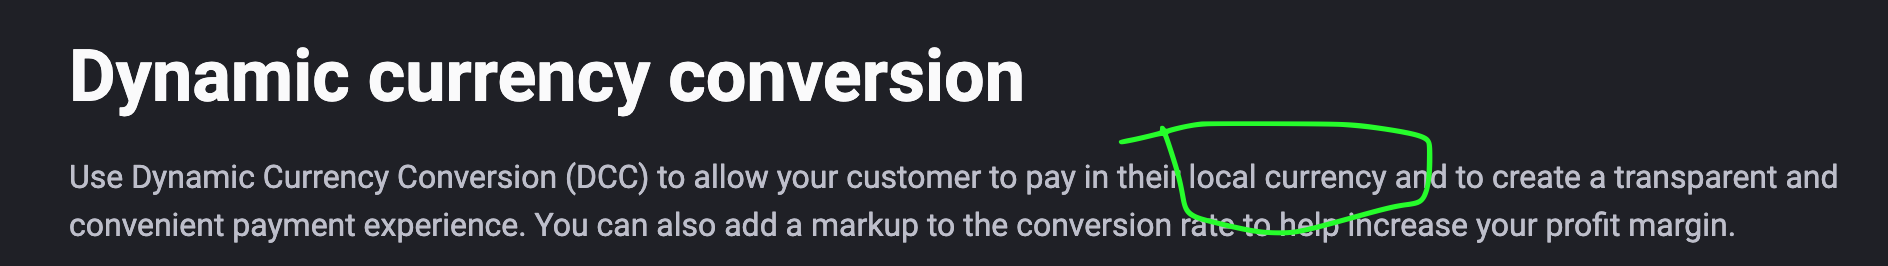 Dynamic currency conversion
Use Dynamic Currency Conversion (DCC) to allow your customer to pay in their local currency and to create a transparent and
convenient payment experience. You can also add a markup to the conversion rate to help increase your profit margin.